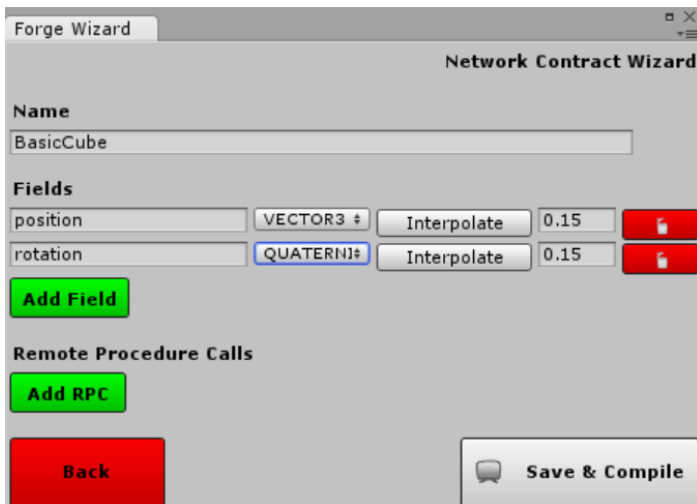 Forge Wizard
Network Contract Wizard
Name
BasicCube
Fields
position VECTOR3 Interpolate 0.15
rotation QUATERNI Interpolate 0.15
Add Field
Remote Procedure Calls
Add RPC
Back Save & Compile